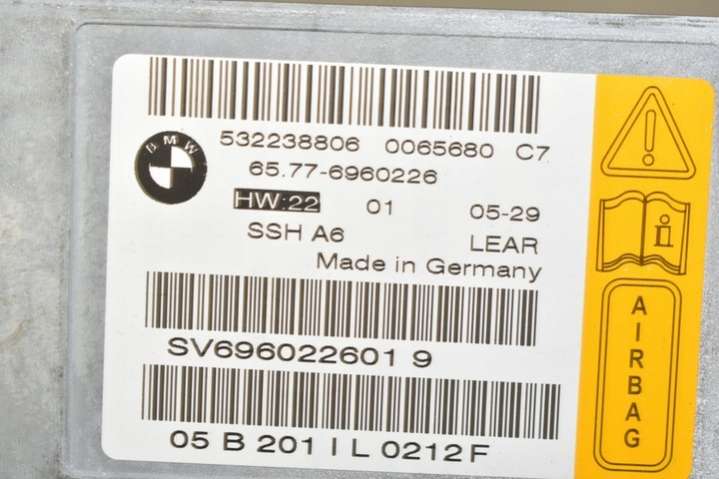 BMW
532238806 0065680 C7
65.77-6960226
HW:22 01 05-29
SSH A6 LEAR
Made in Germany
SV696022601 9
05 B 201 I L 0212F
i
AIRBAG